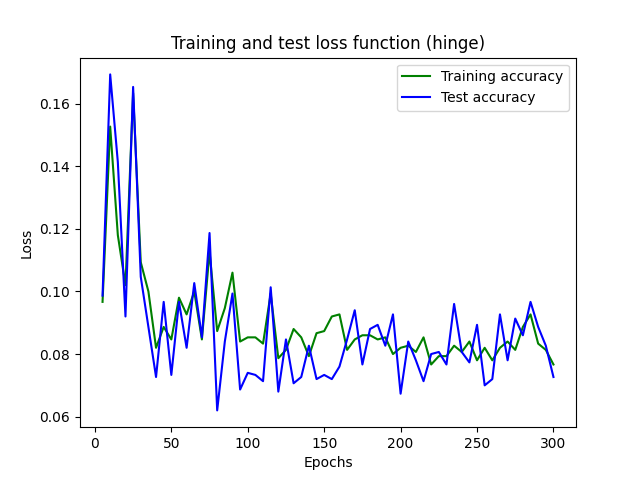 Training and test loss function (hinge)
Training accuracy
Test accuracy
Loss
0.16
0.14
0.12
0.10
0.08
0.06
0
50
100
150
200
250
300
Epochs